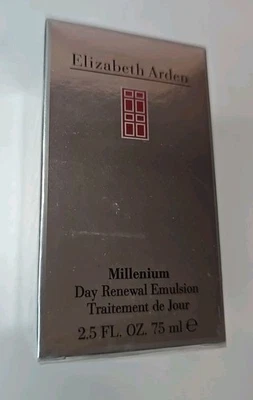 Elizabeth Arden
Millenium
Day Renewal Emulsion
Traitement de Jour
2.5 FL. OZ. 75 ml ℮